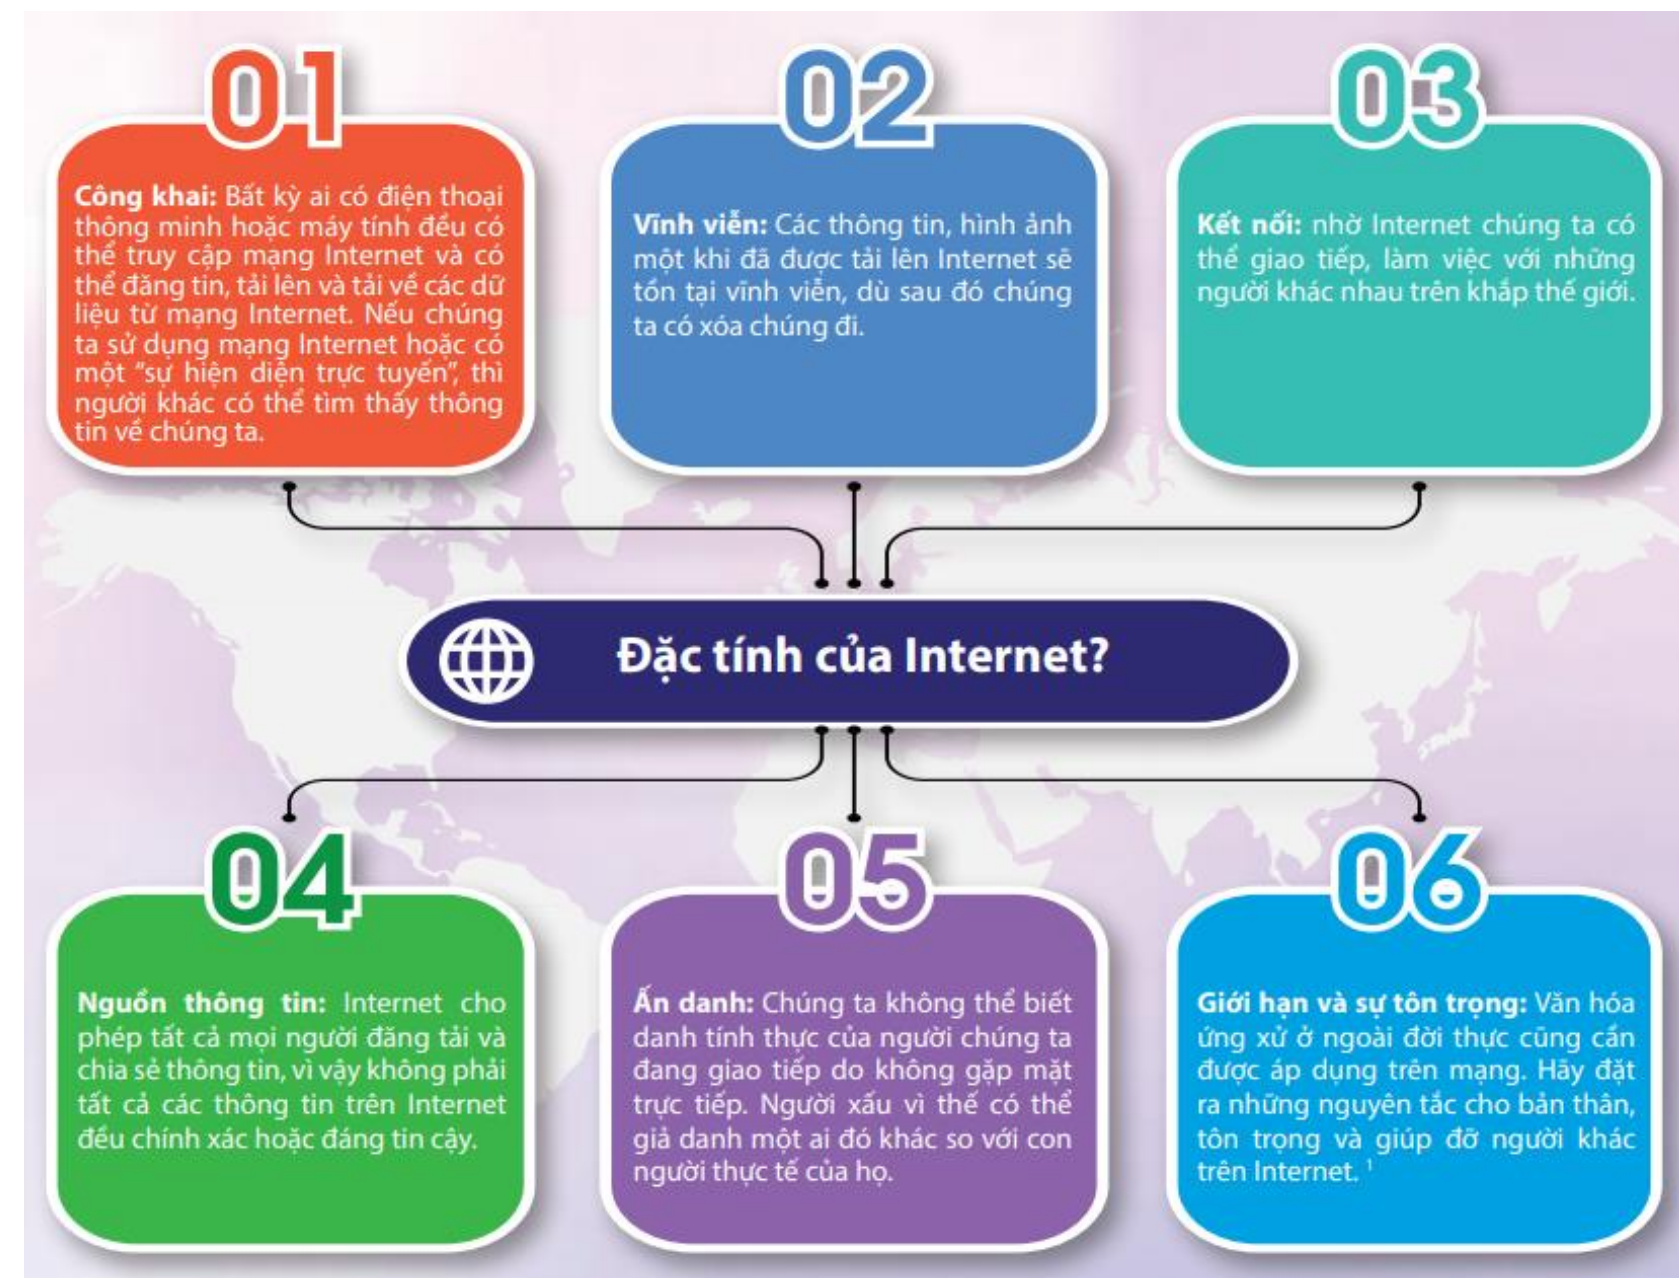 01
Công khai: Bất kỳ ai có điện thoại
thông minh hoặc máy tính đều có
thể truy cập mạng Internet và có
thể đăng tin, tải lên và tải về các dữ
liệu từ mạng Internet. Nếu chúng
ta sử dụng mạng Internet hoặc có
một “sự hiện diện trực tuyến”, thì
người khác có thể tìm thấy thông
tin về chúng ta.
02
Vĩnh viễn: Các thông tin, hình ảnh
một khi đã được tải lên Internet sẽ
tồn tại vĩnh viễn, dù sau đó chúng
ta có xóa chúng đi.
03
Kết nối: nhờ Internet chúng ta có
thể giao tiếp, làm việc với những
người khác nhau trên khắp thế giới.
Đặc tính của Internet?
04
Nguồn thông tin: Internet cho
phép tất cả mọi người đăng tải và
chia sẻ thông tin, vì vậy không phải
tất cả các thông tin trên Internet
đều chính xác hoặc đáng tin cậy.
05
Ẩn danh: Chúng ta không thể biết
danh tính thực của người chúng ta
đang giao tiếp do không gặp mặt
trực tiếp. Người xấu vì thế có thể
giả danh một ai đó khác so với con
người thực tế của họ.
06
Giới hạn và sự tôn trọng: Văn hóa
ứng xử ở ngoài đời thực cũng cần
được áp dụng trên mạng. Hãy đặt
ra những nguyên tắc cho bản thân,
tôn trọng và giúp đỡ người khác
trên Internet. ¹